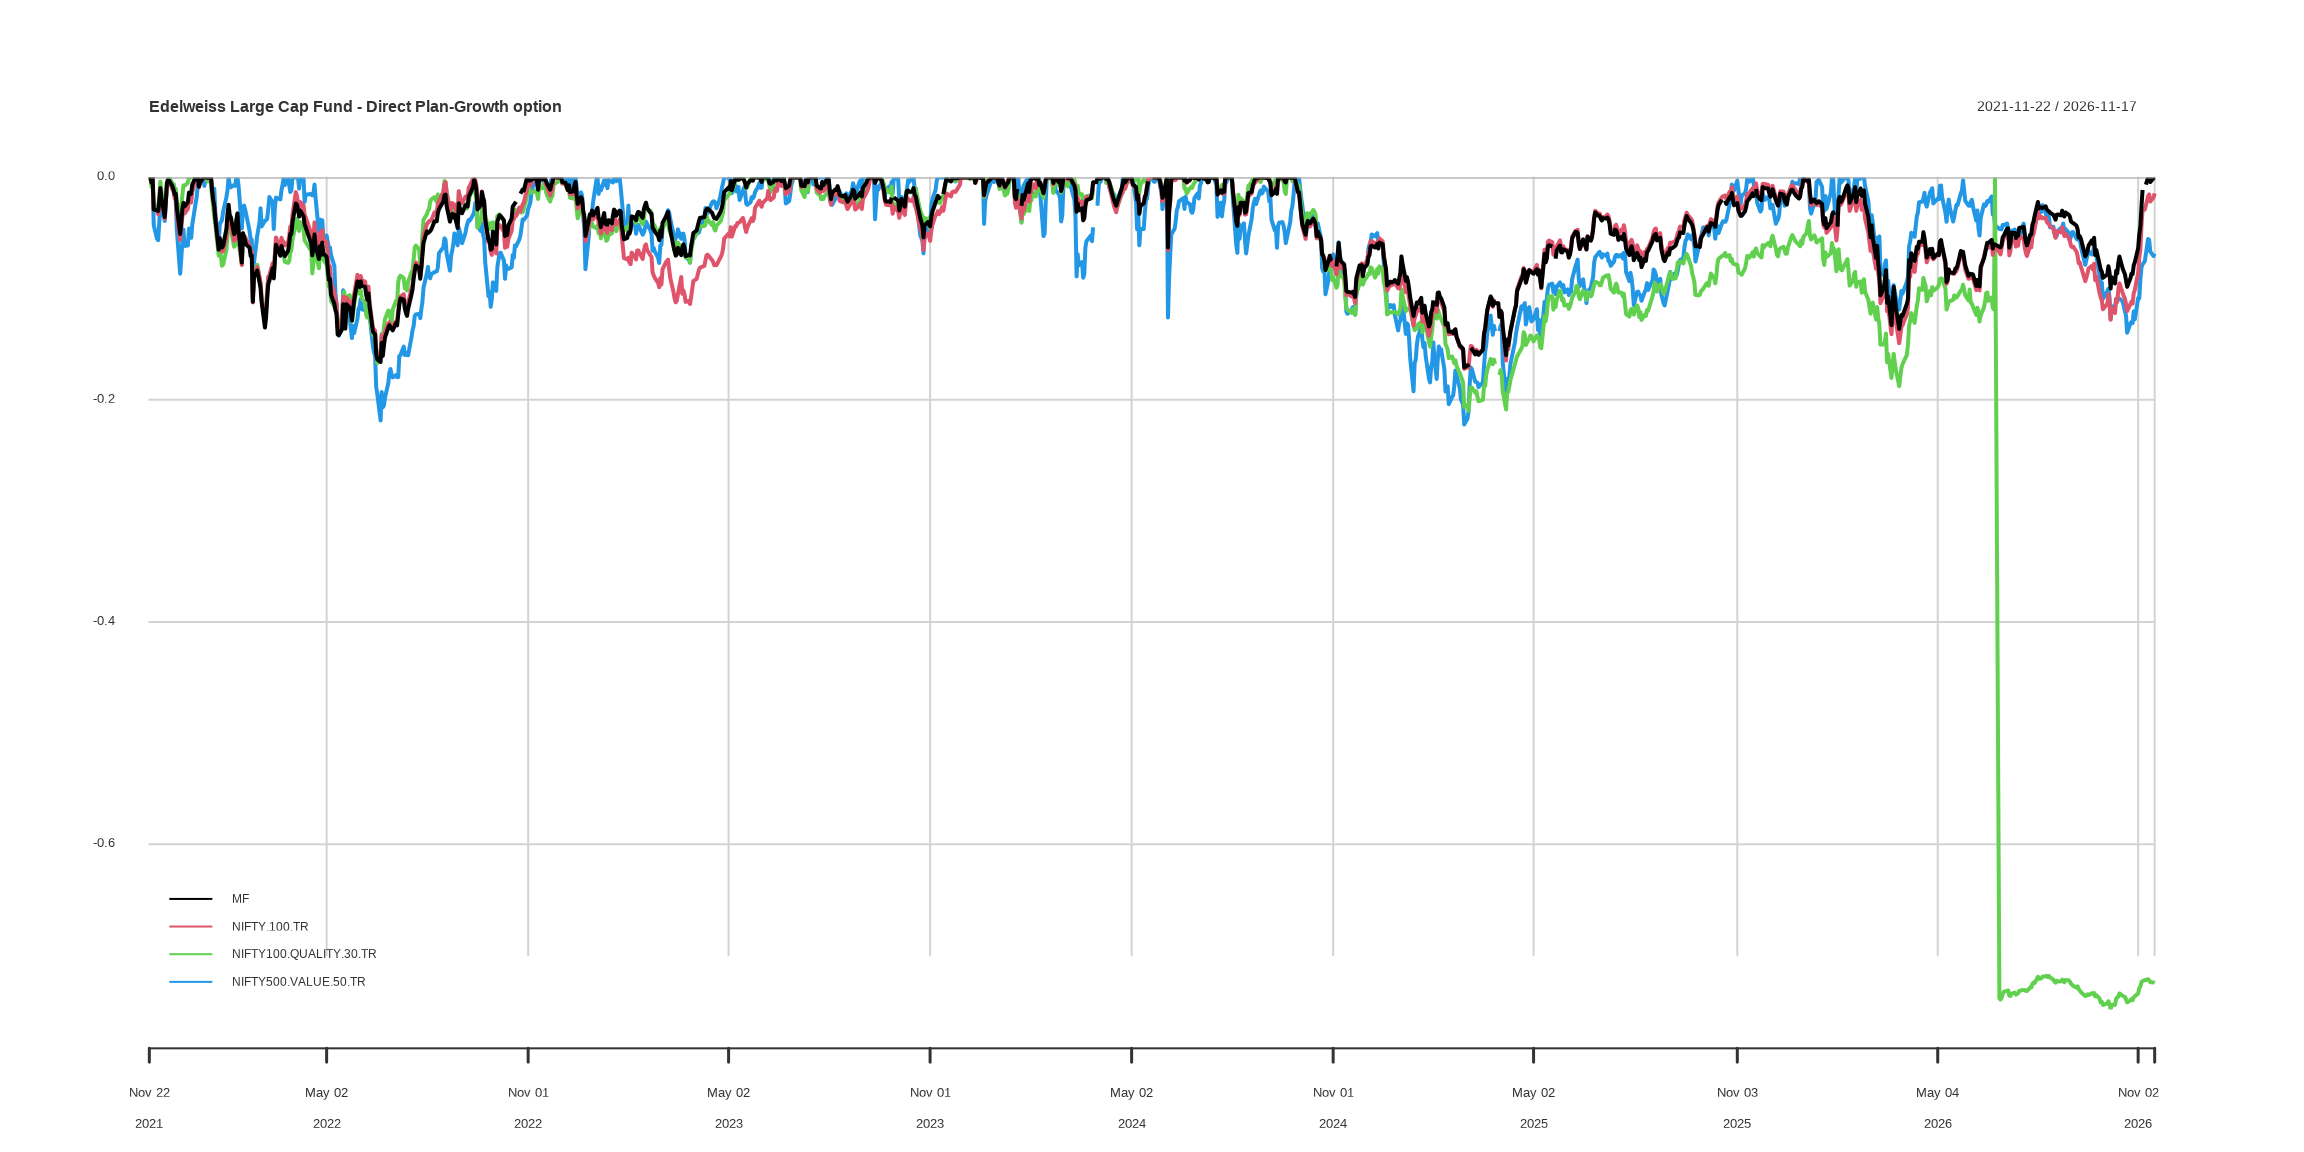 Edelweiss Large Cap Fund - Direct Plan-Growth option
2021-11-22 / 2026-11-17
0.0
-0.2
-0.4
-0.6
MF
NIFTY.100.TR
NIFTY100.QUALITY.30.TR
NIFTY500.VALUE.50.TR
Nov 22 May 02 Nov 01 May 02 Nov 01 May 02 Nov 01 May 02 Nov 03 May 04 Nov 02
2021 2022 2022 2023 2023 2024 2024 2025 2025 2026 2026